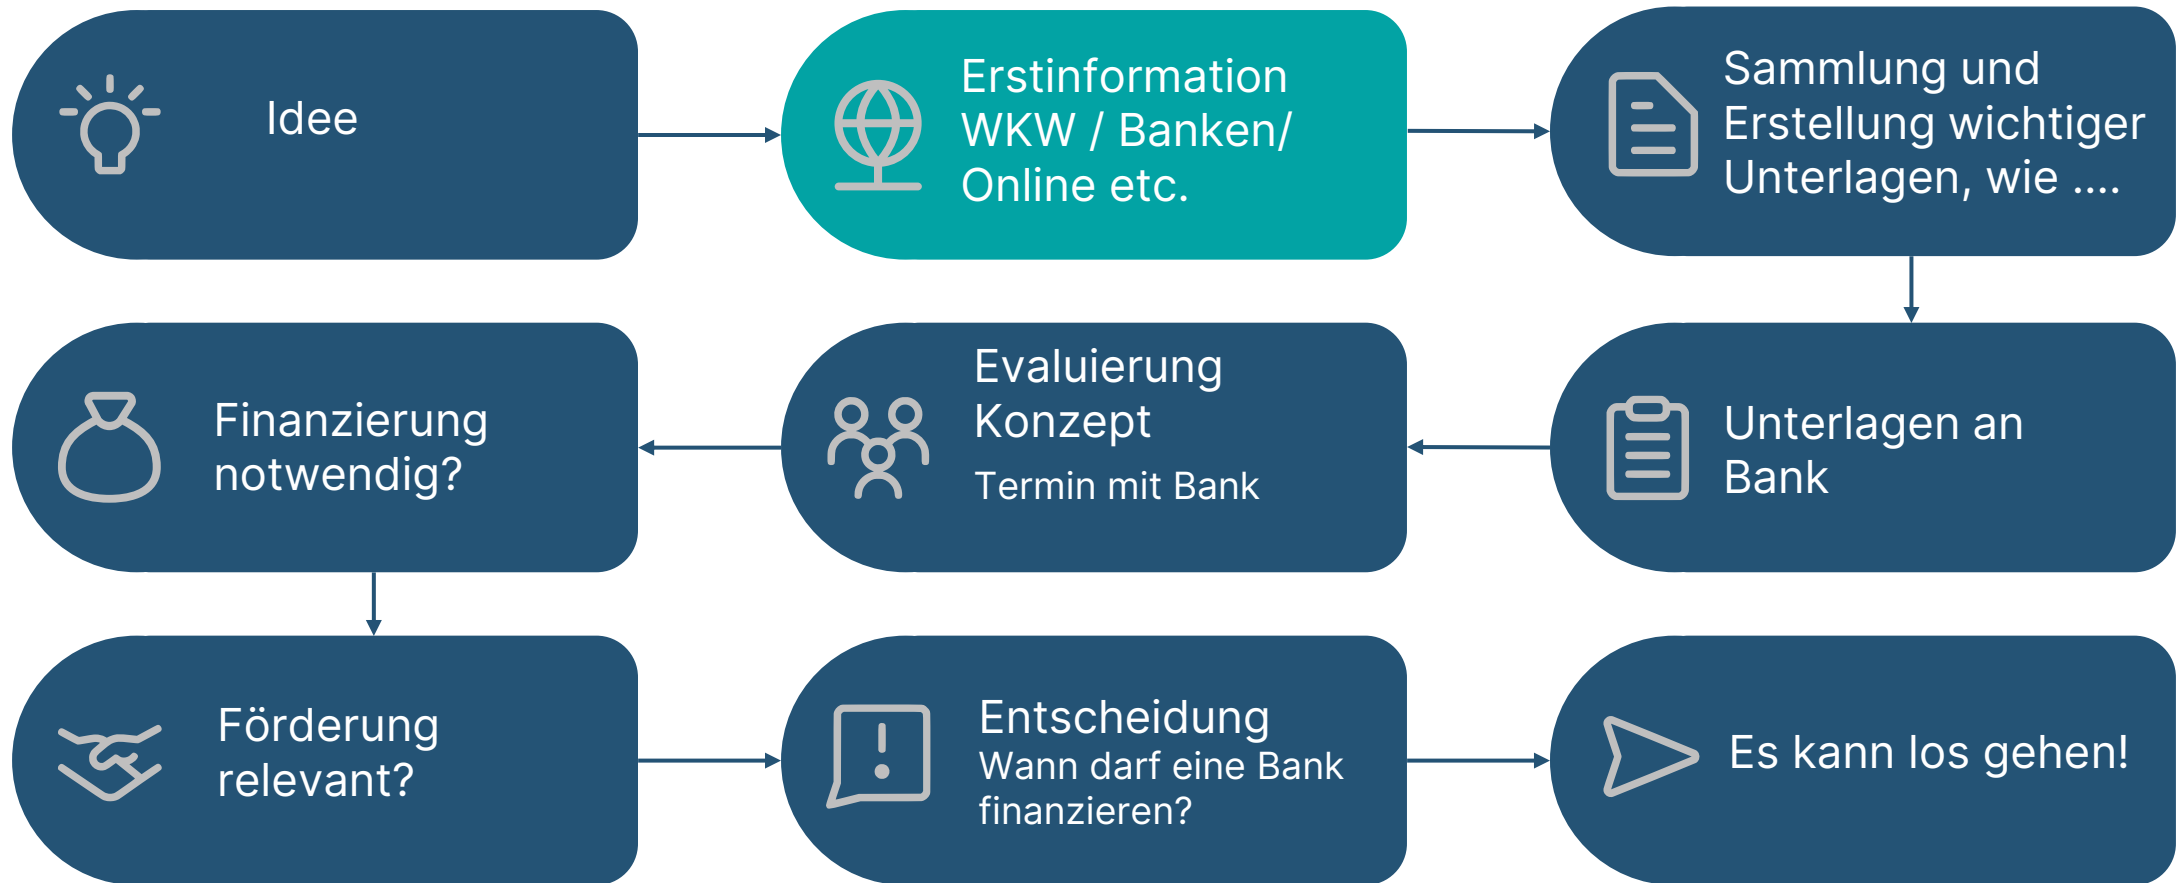 Idee
Erstinformation
WKW / Banken/
Online etc.
Sammlung und
Erstellung wichtiger
Unterlagen, wie ....
Unterlagen an
Bank
Evaluierung
Konzept
Termin mit Bank
Finanzierung
notwendig?
Förderung
relevant?
Entscheidung
Wann darf eine Bank
finanzieren?
Es kann los gehen!